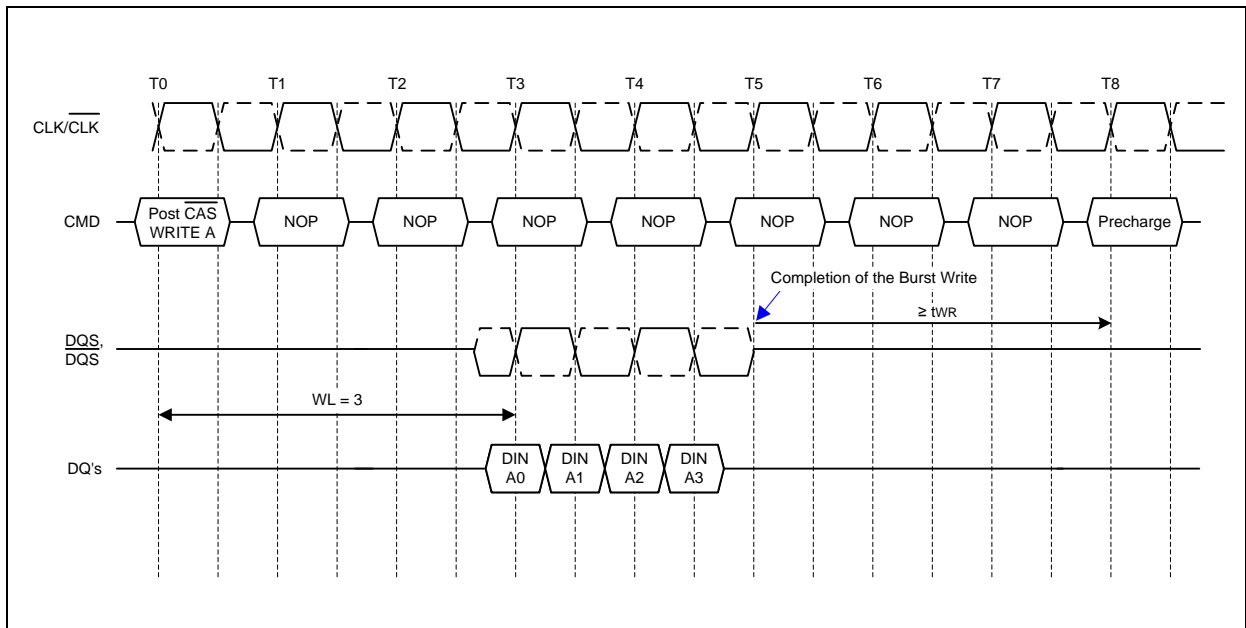 T0 T1 T2 T3 T4 T5 T6 T7 T8
CLK/CLK
CMD
Post CAS
WRITE A
NOP
NOP
NOP
NOP
NOP
NOP
NOP
Precharge
Completion of the Burst Write
≥ tWR
DQS,
DQS
WL = 3
DQ's
DIN
A0
DIN
A1
DIN
A2
DIN
A3